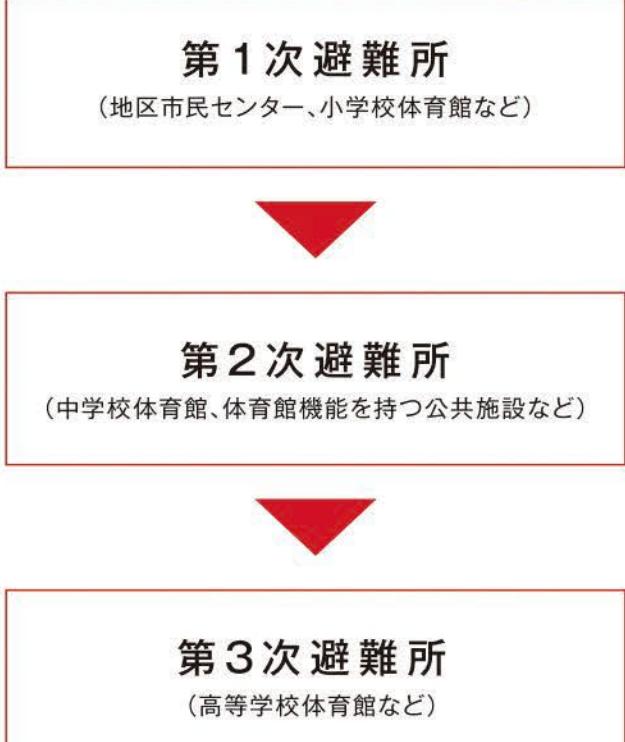 第1次避難所
（地区市民センター、小学校体育館など）
第2次避難所
（中学校体育館、体育館機能を持つ公共施設など）
第3次避難所
（高等学校体育館など）